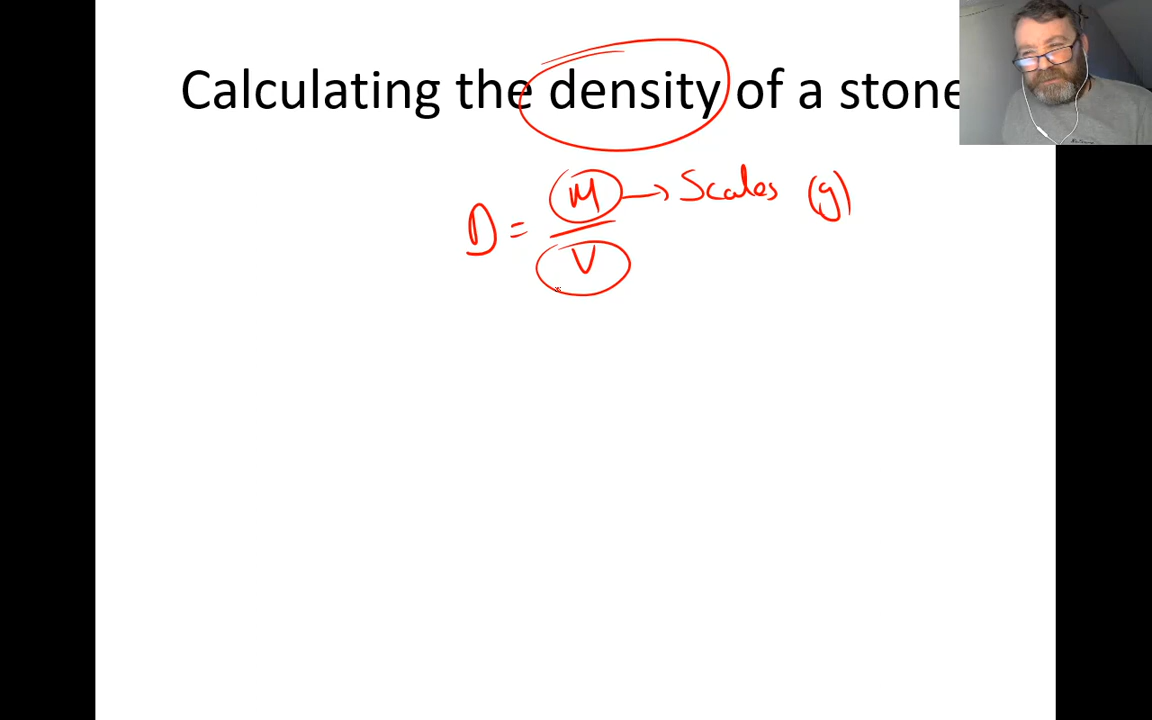 Calculating the density of a stone
D = M/V → Scales (g)